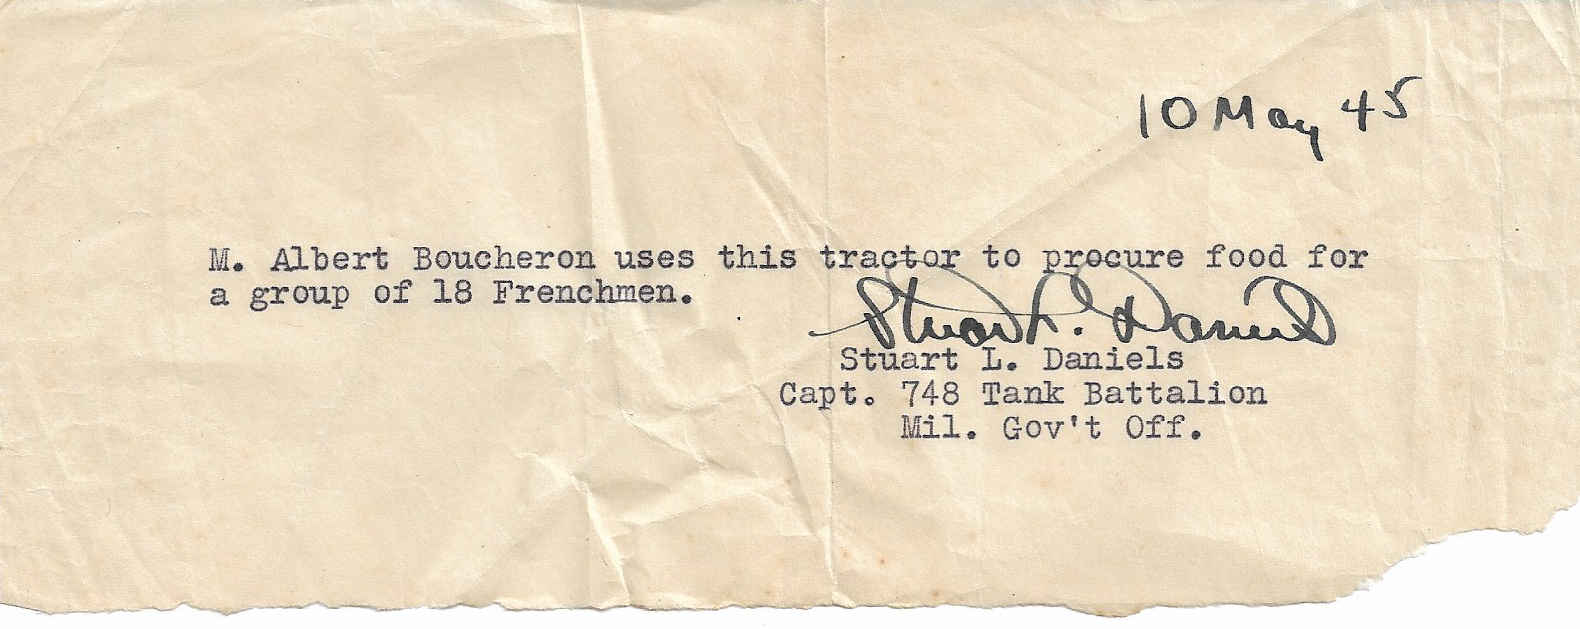 10 May 45
M. Albert Boucheron uses this tractor to procure food for
a group of 18 Frenchmen.
Stuart L. Daniels
Stuart L. Daniels
Capt. 748 Tank Battalion
Mil. Gov't Off.